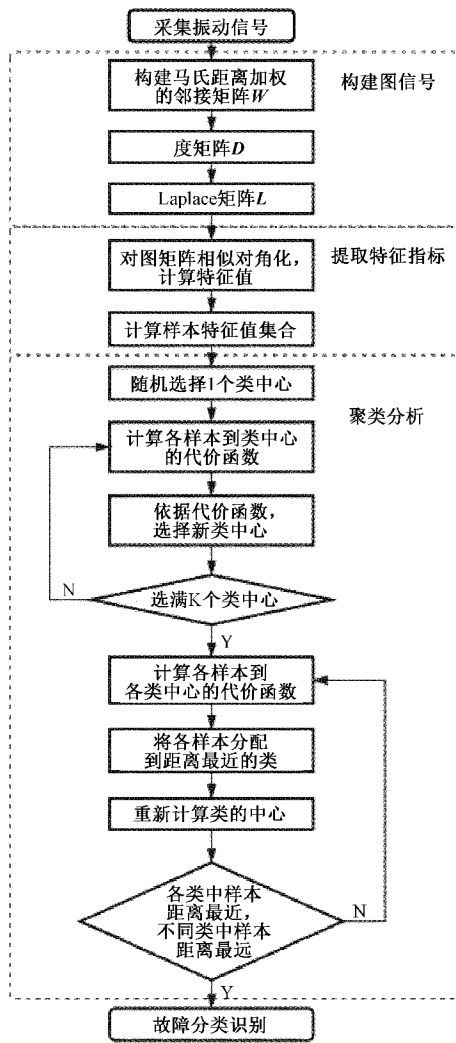 采集振动信号
构建马氏距离加权
的邻接矩阵W
构建图信号
度矩阵D
Laplace矩阵L
对图矩阵相似对角化,
计算特征值
提取特征指标
计算样本特征值集合
随机选择1个类中心
聚类分析
计算各样本到类中心
的代价函数
依据代价函数,
选择新类中心
N
选满K个类中心
Y
计算各样本到
各类中心的代价函数
将各样本分配
到距离最近的类
重新计算类的中心
各类中样本
距离最近,
不同类中样本
距离最远
N
Y
故障分类识别